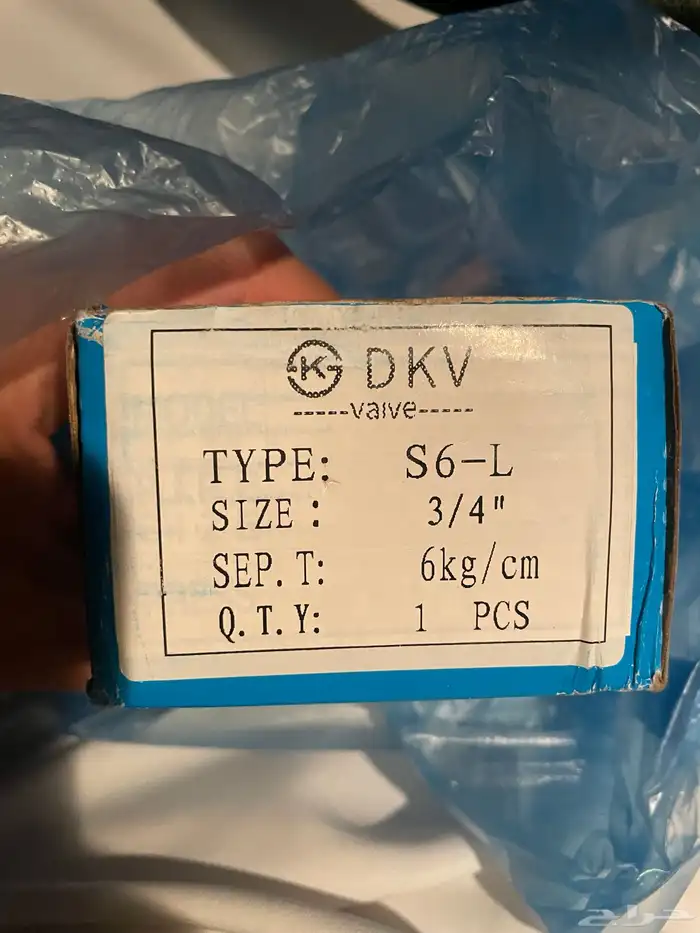 K DKV
-----valve-----
TYPE: S6-L
SIZE: 3/4"
SEP.T: 6kg/cm
Q.T.Y: 1 PCS
حراج